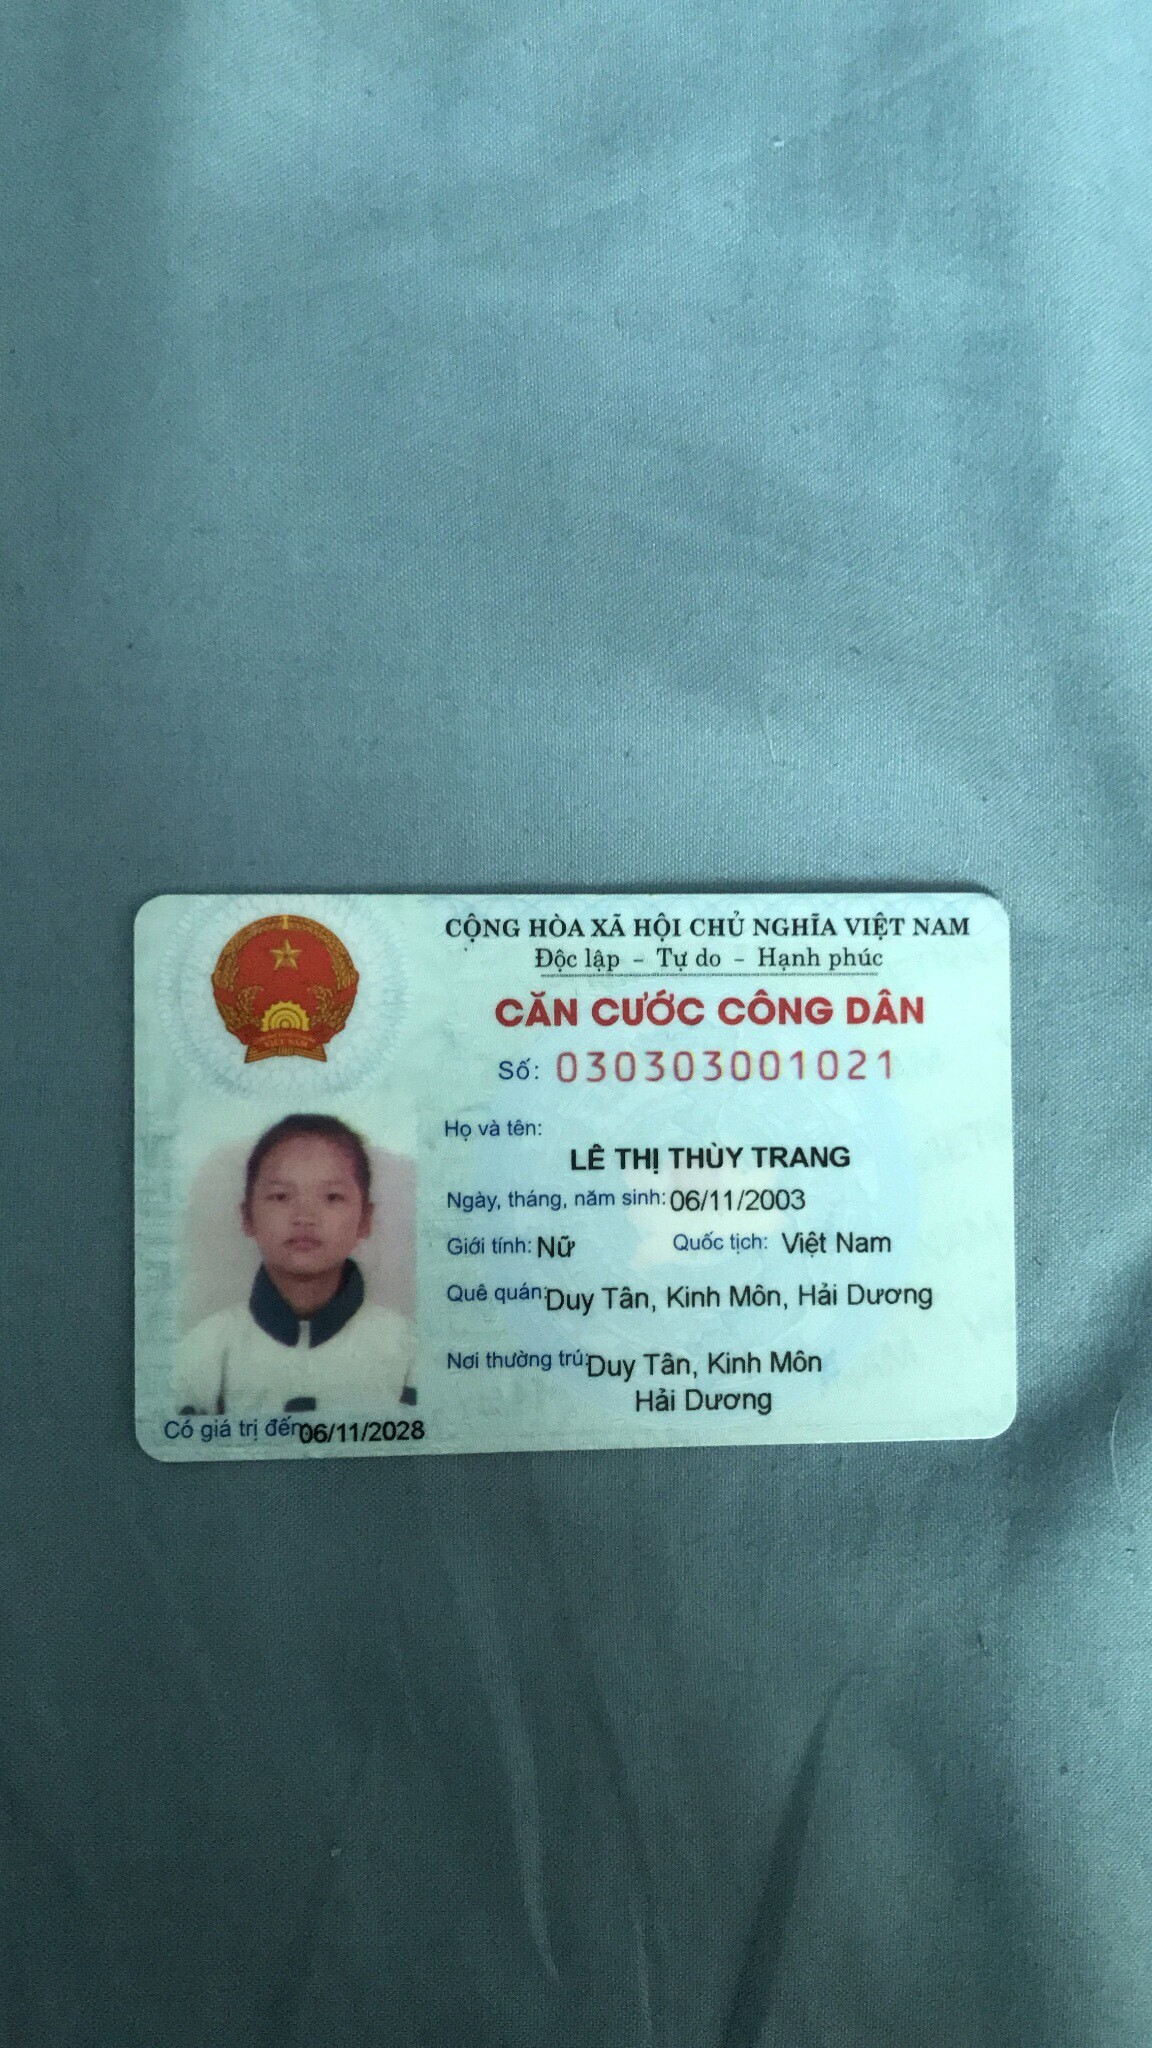 CỘNG HÒA XÃ HỘI CHỦ NGHĨA VIỆT NAM
Độc lập - Tự do - Hạnh phúc
CĂN CƯỚC CÔNG DÂN
Số: 030303001021
Họ và tên:
LÊ THỊ THÙY TRANG
Ngày, tháng, năm sinh: 06/11/2003
Giới tính: Nữ Quốc tịch: Việt Nam
Quê quán: Duy Tân, Kinh Môn, Hải Dương
Nơi thường trú: Duy Tân, Kinh Môn
Hải Dương
Có giá trị đến 06/11/2028
VIỆT NAM